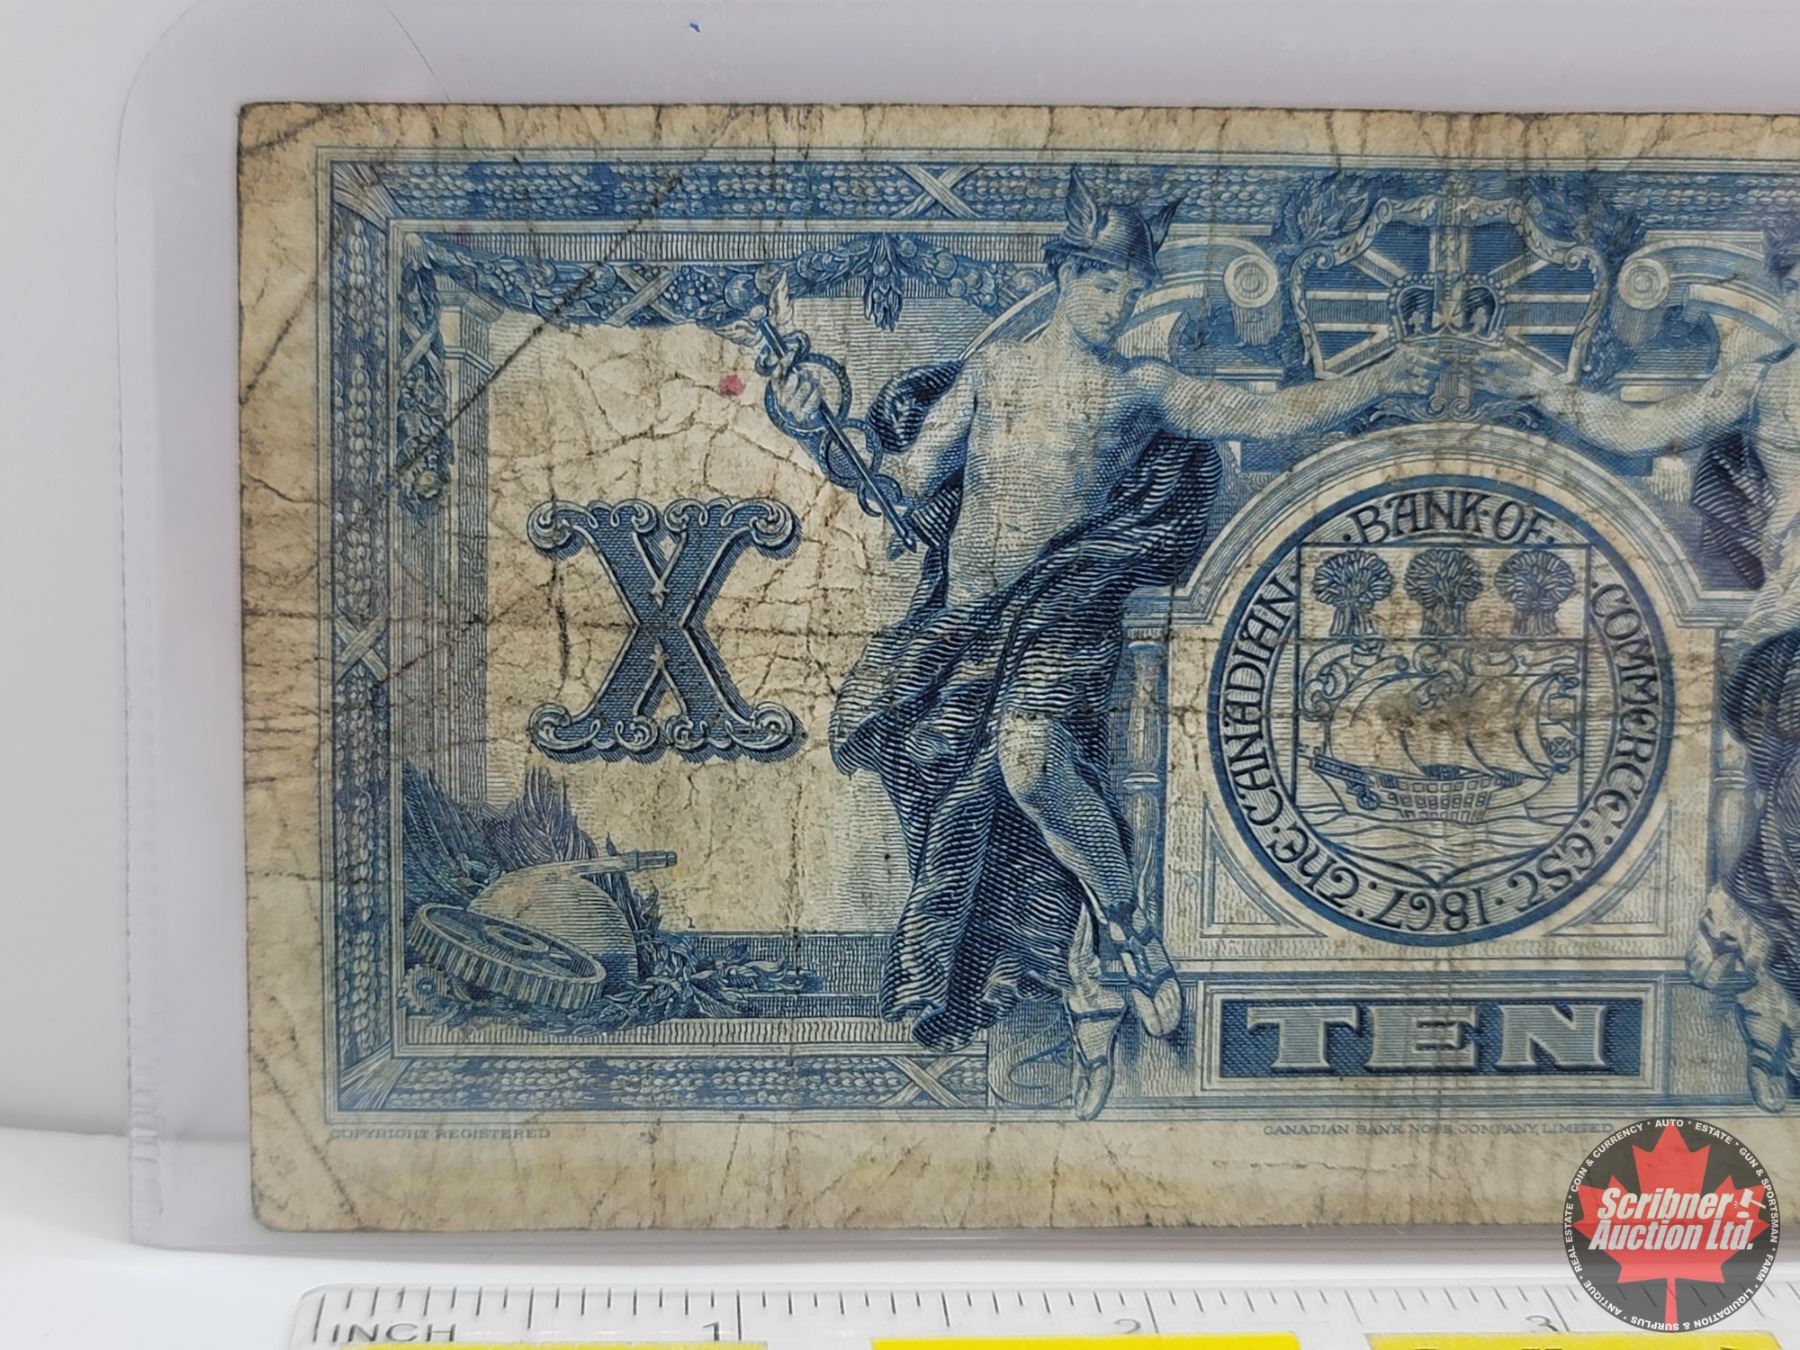 ·BANK·OF·
THE·CANADIAN·
COMMERCE·
EST·1867·
X
TEN
COPYRIGHT REGISTERED
CANADIAN BANK NOTE COMPANY, LIMITED
1
Scribner
Auction Ltd.
COIN & CURRENCY * AUTO * ESTATE * GUN & SPORTSMAN * FARM * LIQUIDATION & SURPLUS * ANTIQUE * REAL ESTATE *
INCH 1 2 3